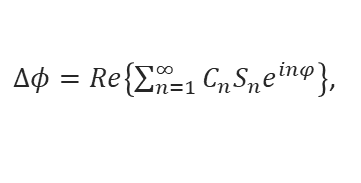 Δϕ = Re{∑_{n=1}^{∞} C_n S_n e^{inφ}},